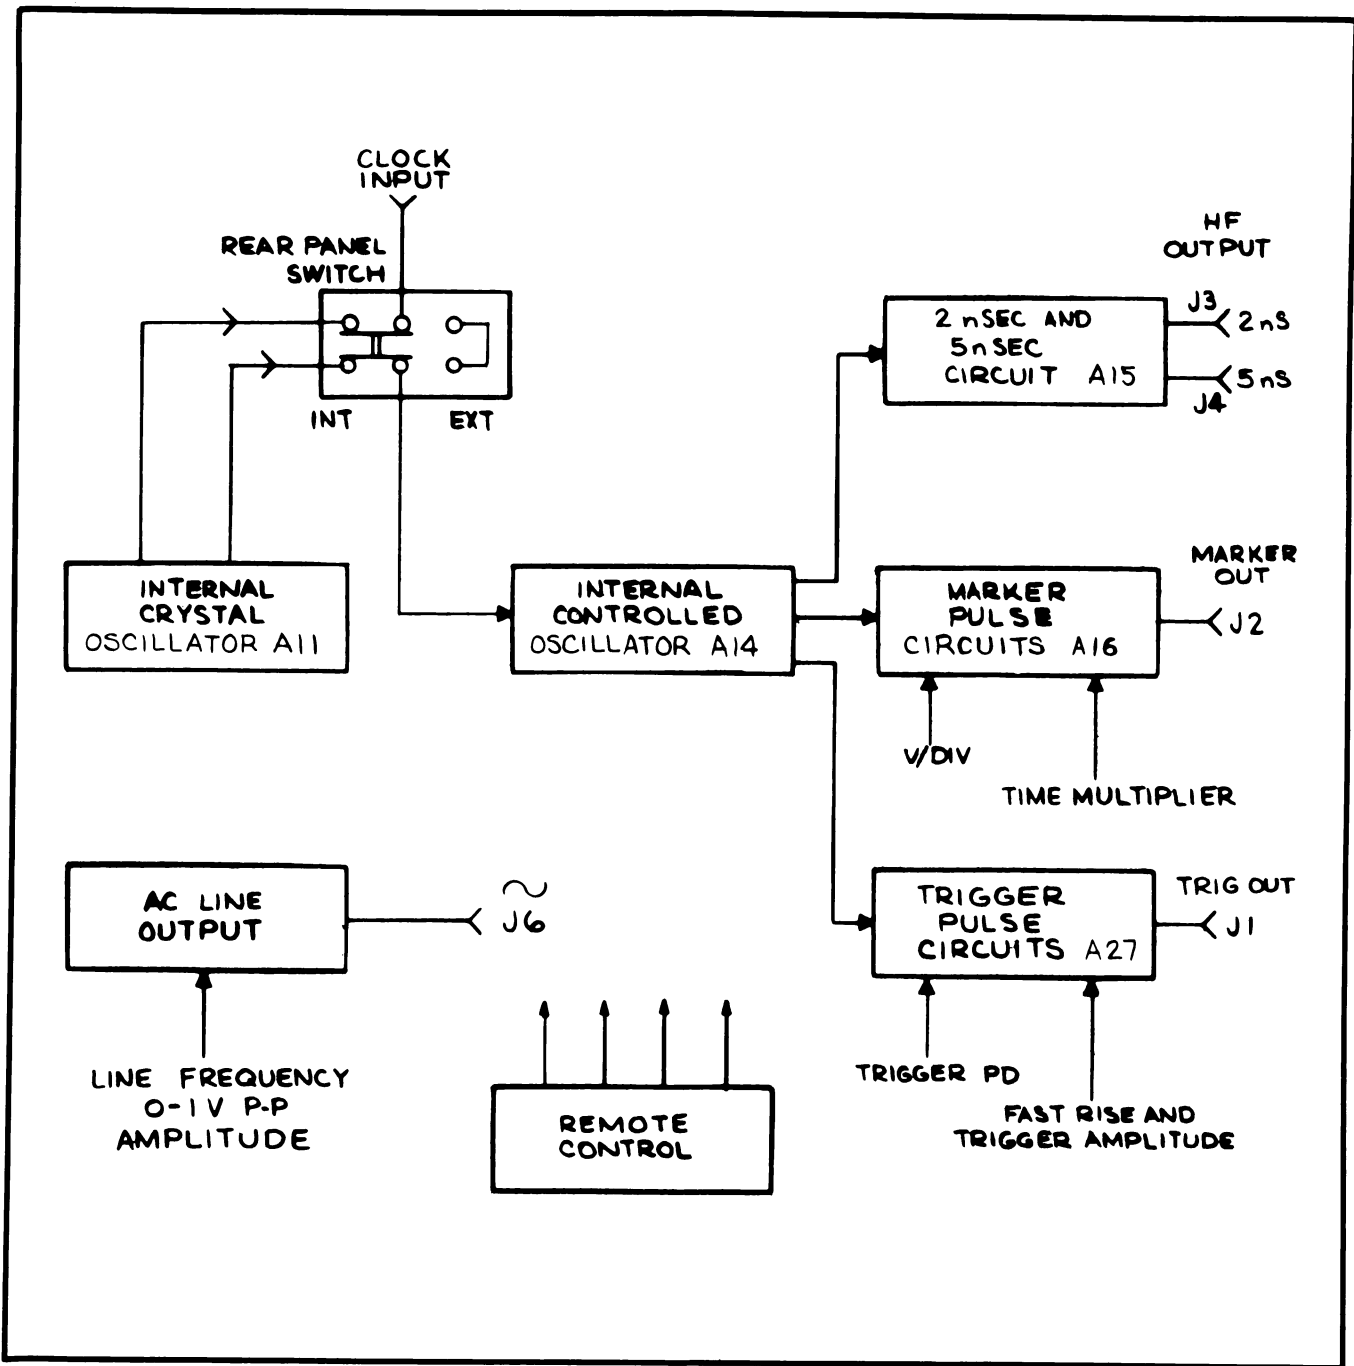 CLOCK
INPUT
REAR PANEL
SWITCH
INT
EXT
HF
OUTPUT
2 nSEC AND
5nSEC
CIRCUIT A15
J3
2nS
5nS
J4
INTERNAL
CRYSTAL
OSCILLATOR A11
INTERNAL
CONTROLLED
OSCILLATOR A14
MARKER
PULSE
CIRCUITS A16
MARKER
OUT
J2
V/DIV
TIME MULTIPLIER
AC LINE
OUTPUT
~
J6
LINE FREQUENCY
0-1V P-P
AMPLITUDE
REMOTE
CONTROL
TRIGGER
PULSE
CIRCUITS A27
TRIG OUT
J1
TRIGGER PD
FAST RISE AND
TRIGGER AMPLITUDE